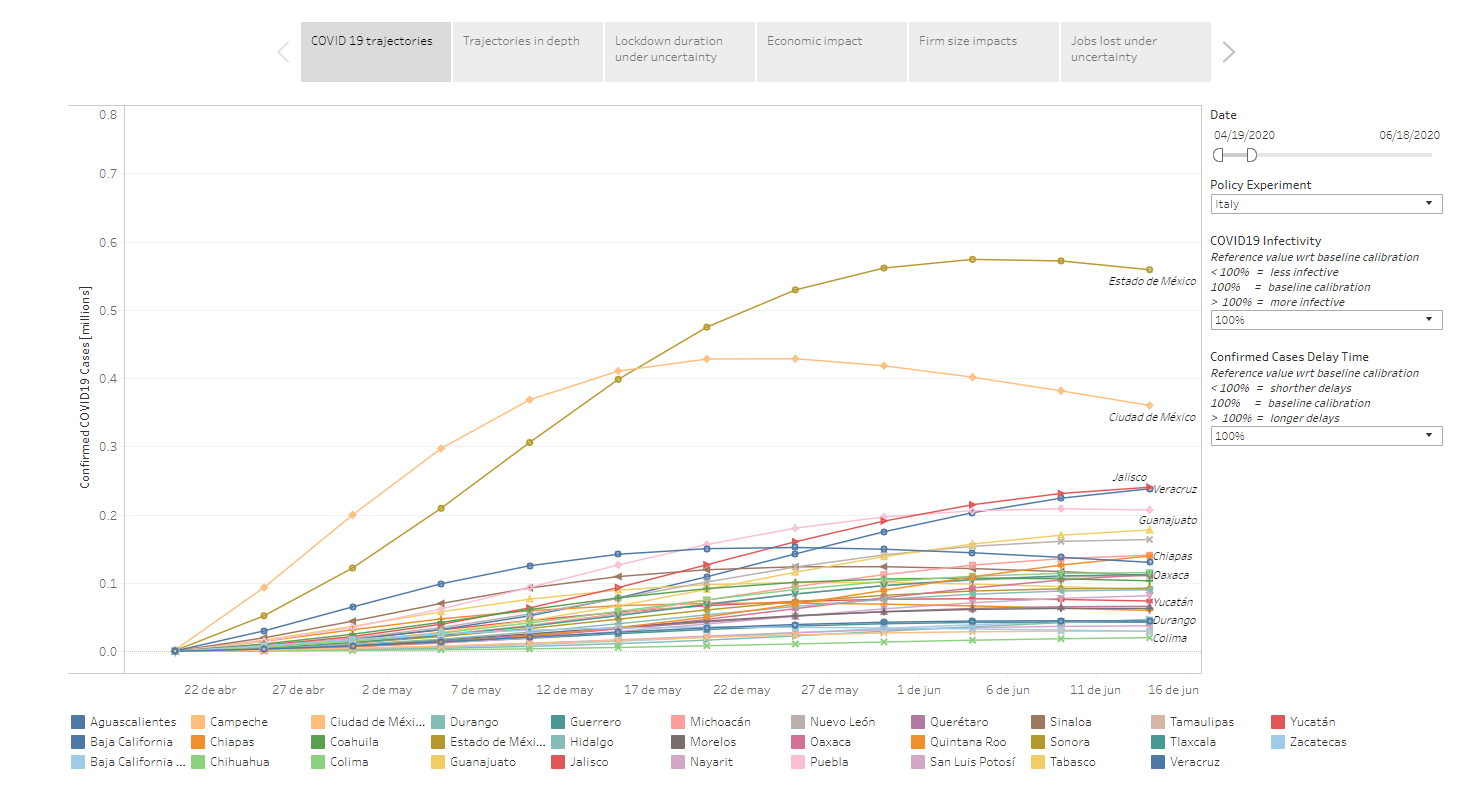 COVID 19 trajectories
Trajectories in depth
Lockdown duration
under uncertainty
Economic impact
Firm size impacts
Jobs lost under
uncertainty
Confirmed COVID19 Cases [millions]
0.8
0.7
0.6
0.5
0.4
0.3
0.2
0.1
0.0
Estado de México
Ciudad de México
Jalisco
Veracruz
Guanajuato
Chiapas
Oaxaca
Yucatán
Durango
Colima
22 de abr
27 de abr
2 de may
7 de may
12 de may
17 de may
22 de may
27 de may
1 de jun
6 de jun
11 de jun
16 de jun
Date
04/19/2020 06/18/2020
Policy Experiment
Italy
COVID19 Infectivity
Reference value wrt baseline calibration
< 100% = less infective
100% = baseline calibration
> 100% = more infective
100%
Confirmed Cases Delay Time
Reference value wrt baseline calibration
< 100% = shorther delays
100% = baseline calibration
> 100% = longer delays
100%
Aguascalientes Campeche Ciudad de Méxi... Durango Guerrero Michoacán Nuevo León Querétaro Sinaloa Tamaulipas Yucatán
Baja California Chiapas Coahuila Estado de Méxi... Hidalgo Morelos Oaxaca Quintana Roo Sonora Tlaxcala Zacatecas
Baja California ... Chihuahua Colima Guanajuato Jalisco Nayarit Puebla San Luis Potosí Tabasco Veracruz